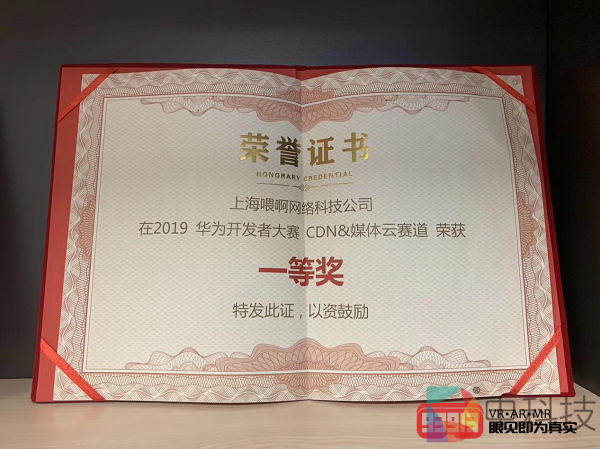 荣誉证书
HONORARY CREDENTIAL
上海喂啊网络科技公司
在2019 华为开发者大赛 CDN&媒体云赛道 荣获
一等奖
特发此证，以资鼓励
®
科技
VR·AR·MR
眼见即为真实